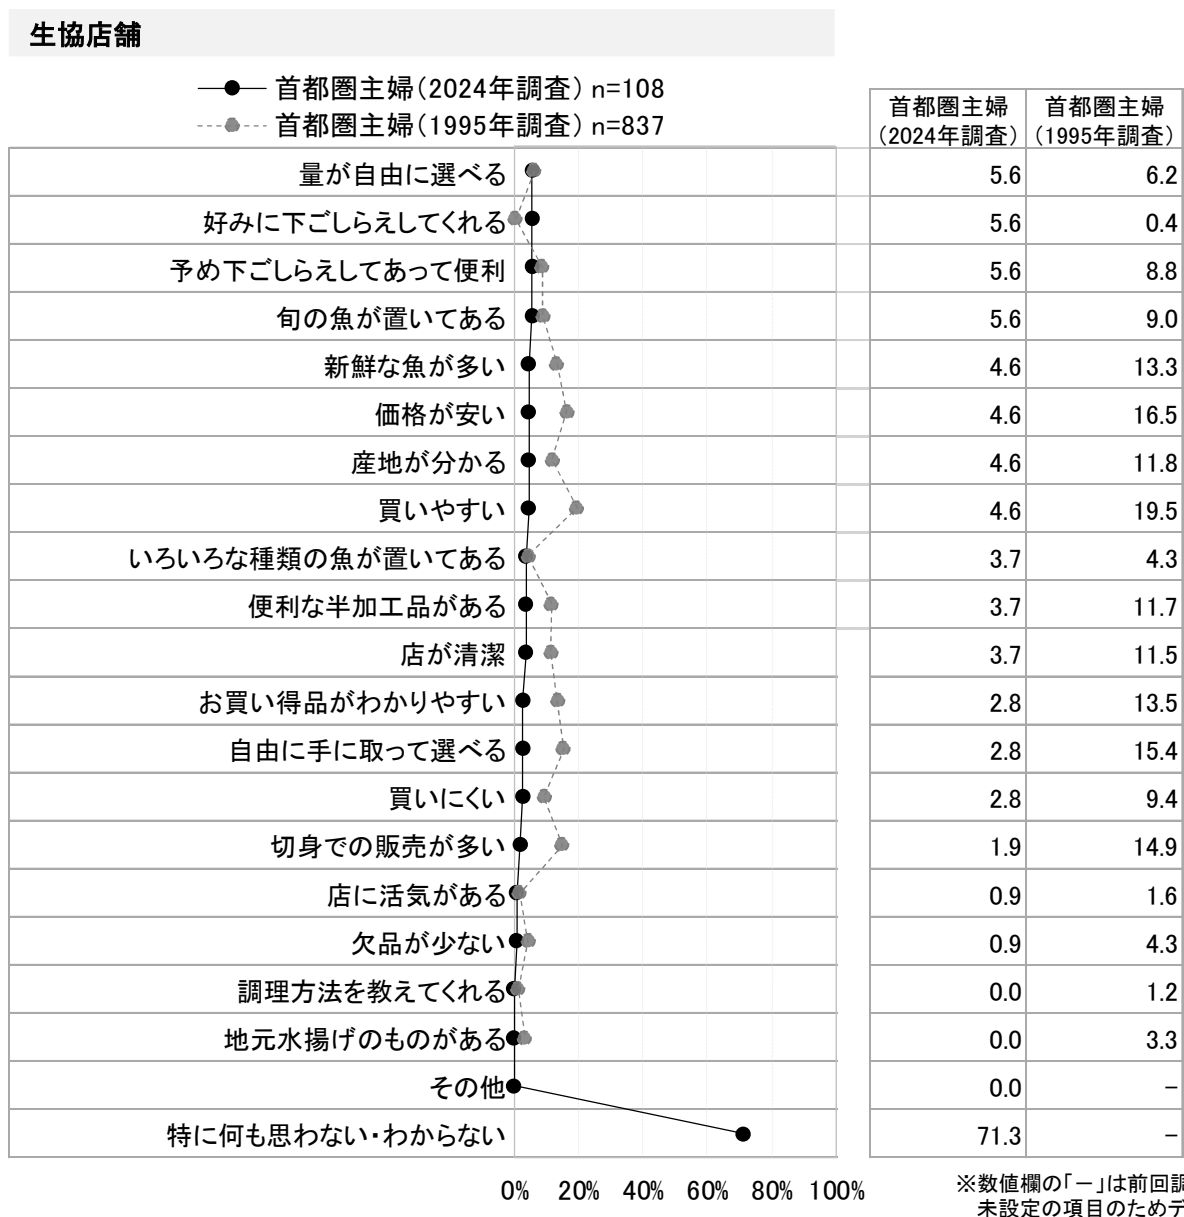 生協店舗
首都圏主婦（2024年調査） n=108
首都圏主婦（1995年調査） n=837
首都圏主婦 首都圏主婦
（2024年調査） （1995年調査）
量が自由に選べる 5.6 6.2
好みに下ごしらえしてくれる 5.6 0.4
予め下ごしらえしてあって便利 5.6 8.8
旬の魚が置いてある 5.6 9.0
新鮮な魚が多い 4.6 13.3
価格が安い 4.6 16.5
産地が分かる 4.6 11.8
買いやすい 4.6 19.5
いろいろな種類の魚が置いてある 3.7 4.3
便利な半加工品がある 3.7 11.7
店が清潔 3.7 11.5
お買い得品がわかりやすい 2.8 13.5
自由に手に取って選べる 2.8 15.4
買いにくい 2.8 9.4
切身での販売が多い 1.9 14.9
店に活気がある 0.9 1.6
欠品が少ない 0.9 4.3
調理方法を教えてくれる 0.0 1.2
地元水揚げのものがある 0.0 3.3
その他 0.0 －
特に何も思わない・わからない 71.3 －
0% 20% 40% 60% 80% 100%
※数値欄の「－」は前回調
未設定の項目のためデ